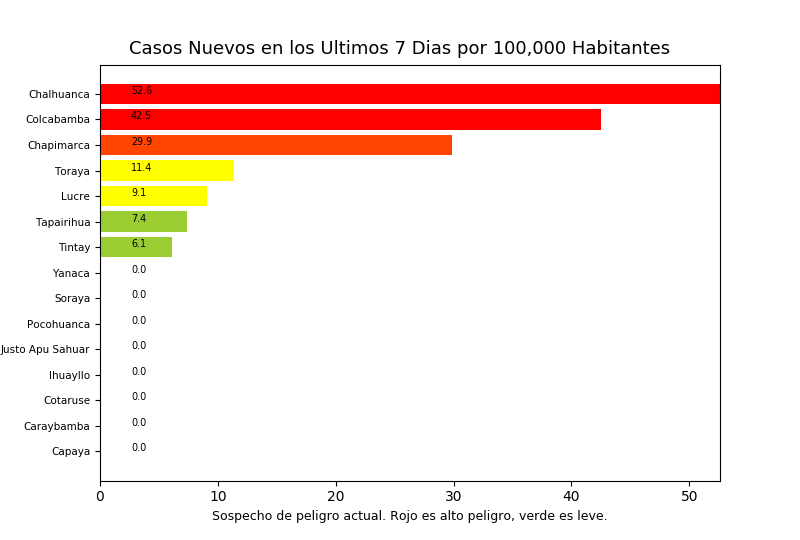 Casos Nuevos en los Ultimos 7 Dias por 100,000 Habitantes
Chalhuanca 52.6
Colcabamba 42.5
Chapimarca 29.9
Toraya 11.4
Lucre 9.1
Tapairihua 7.4
Tintay 6.1
Yanaca 0.0
Soraya 0.0
Pocohuanca 0.0
Justo Apu Sahuar 0.0
Ihuayllo 0.0
Cotaruse 0.0
Caraybamba 0.0
Capaya 0.0
0 10 20 30 40 50
Sospecho de peligro actual. Rojo es alto peligro, verde es leve.